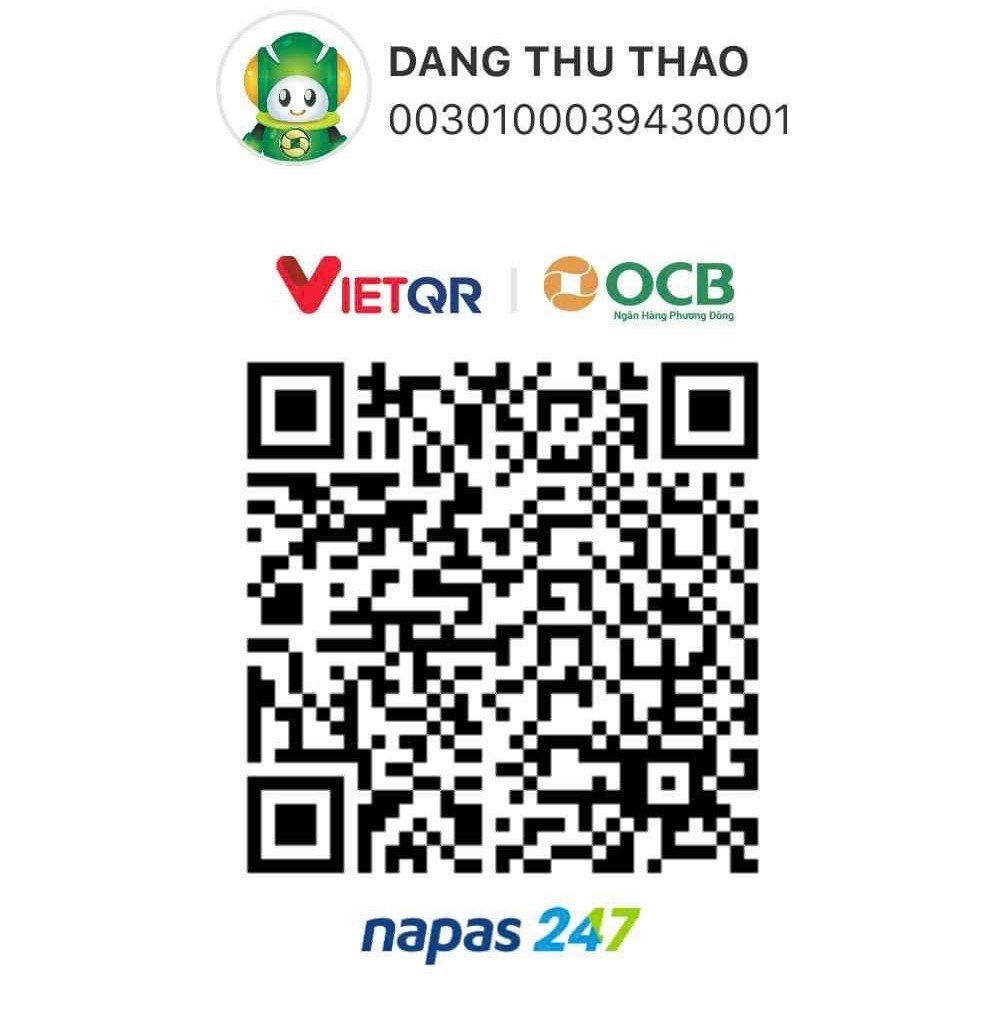 DANG THU THAO
0030100039430001
VIETQR | OCB
Ngân Hàng Phương Đông
napas 247